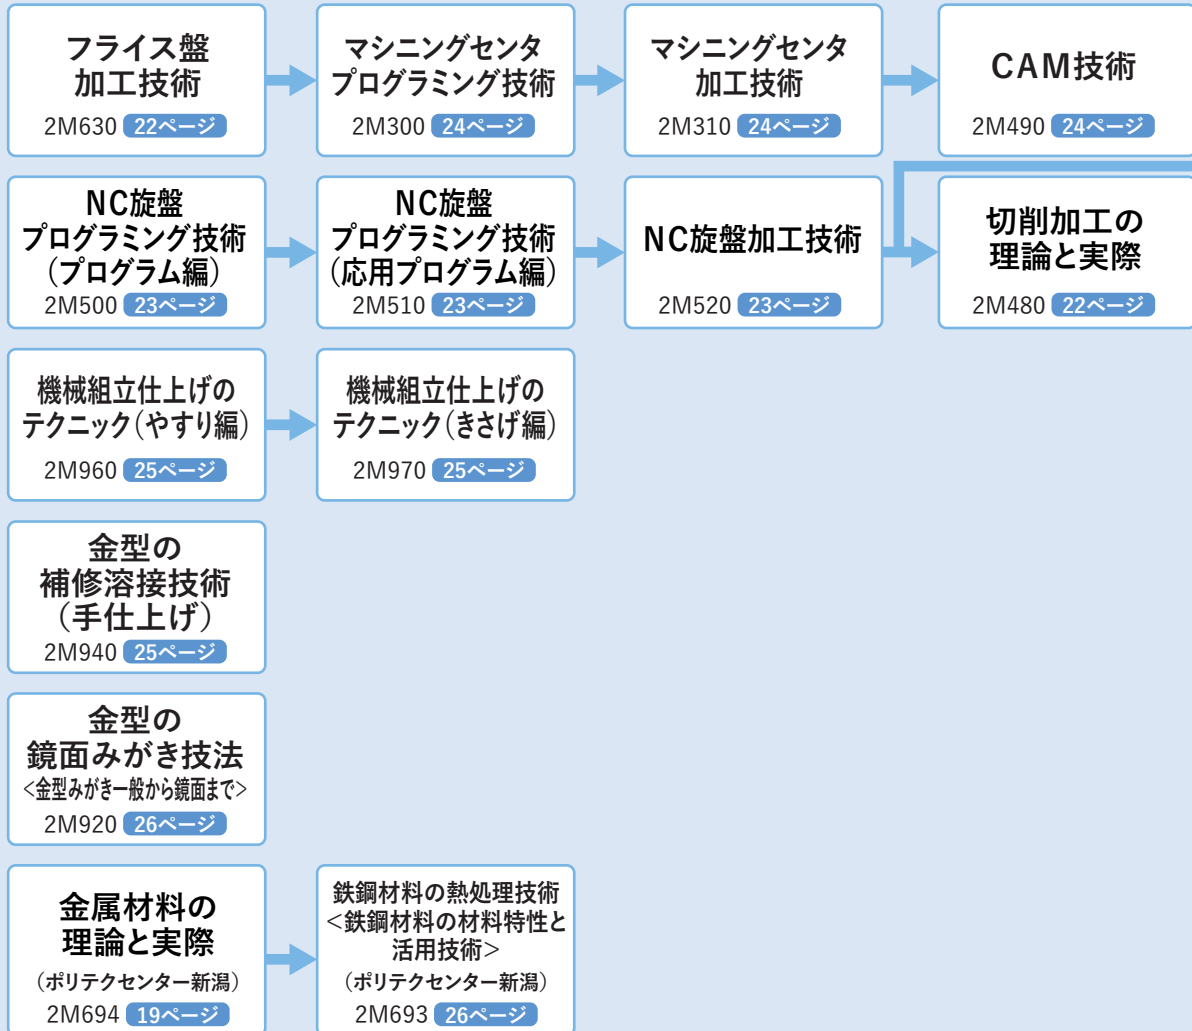 フライス盤
加工技術
2M630 22ページ
マシニングセンタ
プログラミング技術
2M300 24ページ
マシニングセンタ
加工技術
2M310 24ページ
CAM技術
2M490 24ページ
NC旋盤
プログラミング技術
(プログラム編)
2M500 23ページ
NC旋盤
プログラミング技術
(応用プログラム編)
2M510 23ページ
NC旋盤加工技術
2M520 23ページ
切削加工の
理論と実際
2M480 22ページ
機械組立仕上げの
テクニック(やすり編)
2M960 25ページ
機械組立仕上げの
テクニック(きさげ編)
2M970 25ページ
金型の
補修溶接技術
(手仕上げ)
2M940 25ページ
金型の
鏡面みがき技法
<金型みがき一般から鏡面まで>
2M920 26ページ
金属材料の
理論と実際
(ポリテクセンター新潟)
2M694 19ページ
鉄鋼材料の熱処理技術
<鉄鋼材料の材料特性と
活用技術>
(ポリテクセンター新潟)
2M693 26ページ